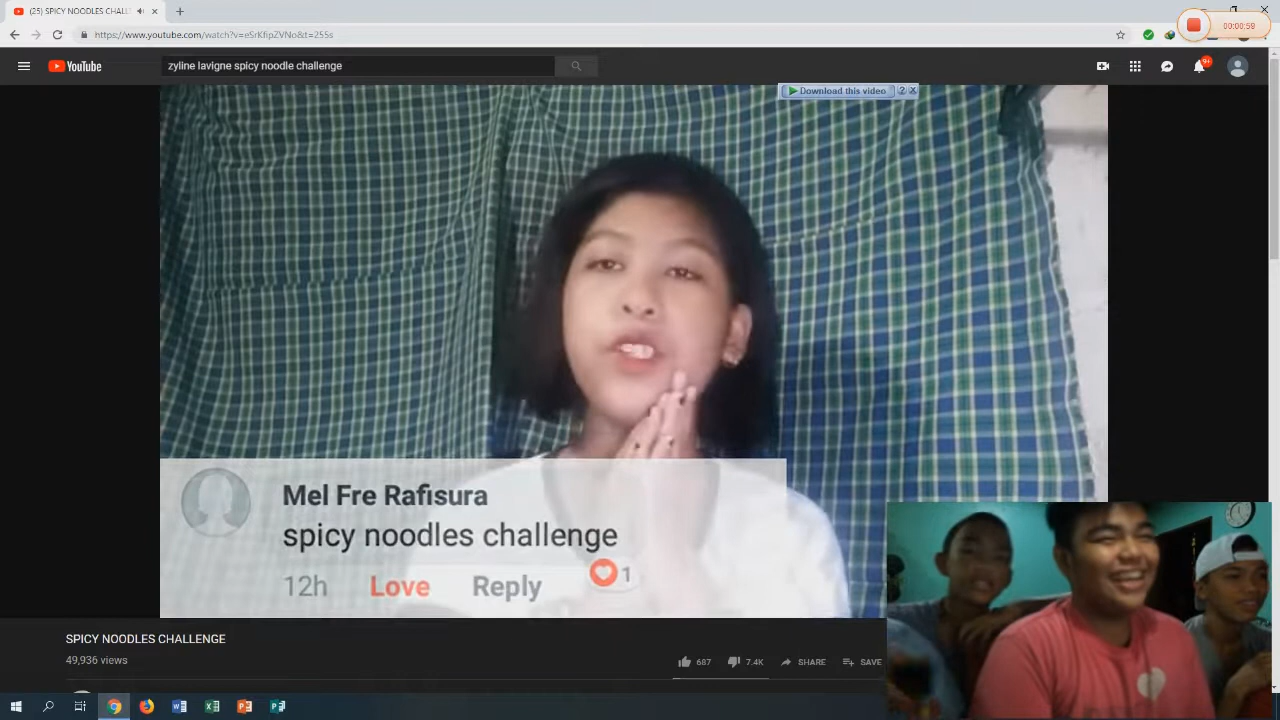 (25) SPICY NOODLES CHALL
00:00:59
https://www.youtube.com/watch?v=eSrKfipZVNo&t=255s
YouTube
zyline lavigne spicy noodle challenge
9+
Download this video
Mel Fre Rafisura
spicy noodles challenge
12h Love Reply 1
SPICY NOODLES CHALLENGE
49,936 views
687 7.4K SHARE SAVE